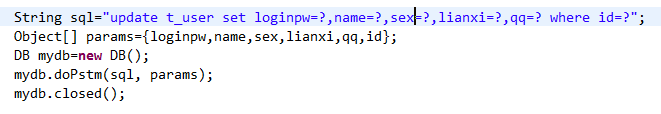 String sql="update t_user set loginpw=?,name=?,sex=?,lianxi=?,qq=? where id=?";
Object[] params={loginpw,name,sex,lianxi,qq,id};
DB mydb=new DB();
mydb.doPstm(sql, params);
mydb.closed();